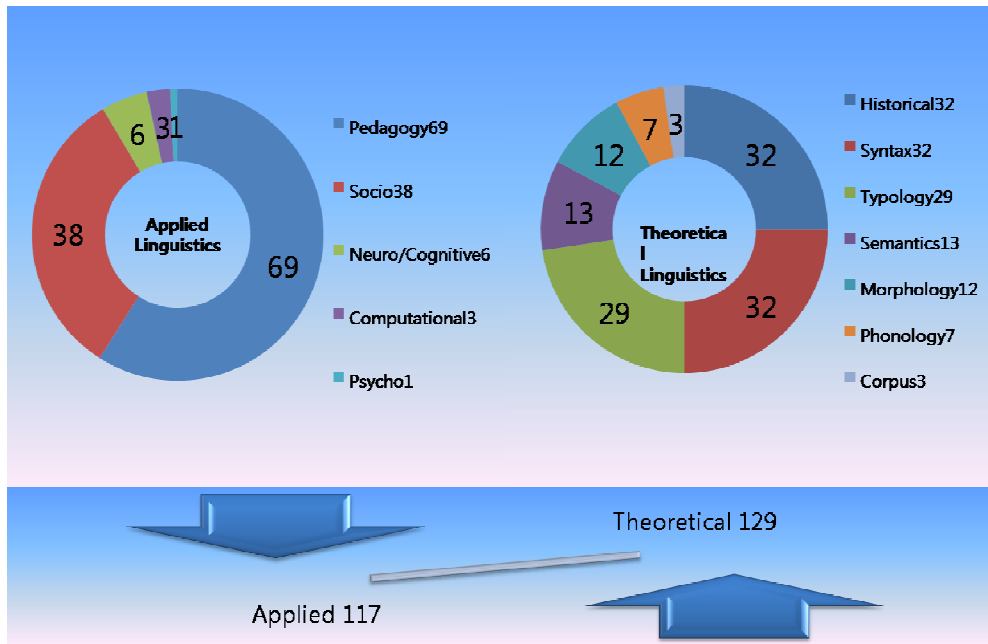 6
3
1
38
69
Applied
Linguistics
Pedagogy69
Socio38
Neuro/Cognitive6
Computational3
Psycho1
3
7
12
32
13
29
32
Theoretica
l
Linguistics
Historical32
Syntax32
Typology29
Semantics13
Morphology12
Phonology7
Corpus3
Theoretical 129
Applied 117